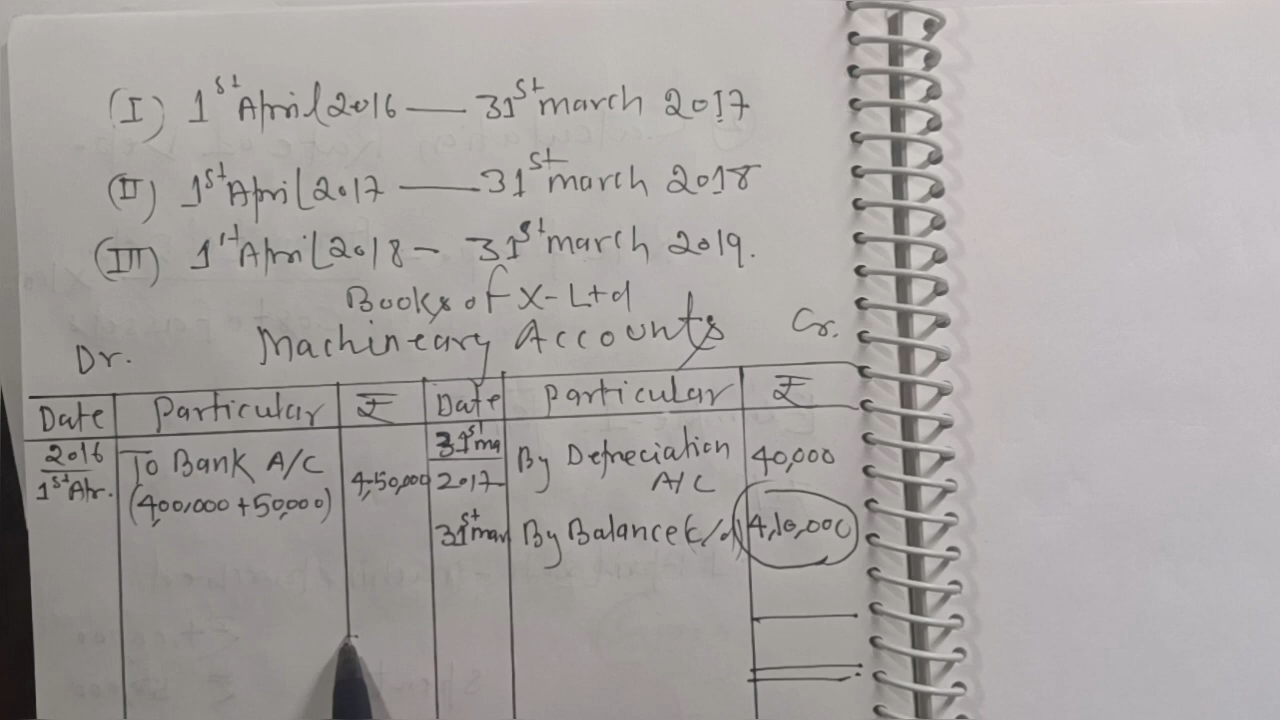 (I) 1st April 2016 — 31st march 2017
(II) 1st April 2017 — 31st march 2018
(III) 1st April 2018 - 31st march 2019.
Books of X-Ltd
Dr. Machineary Accounts Cr.
Date Particular ₹ Date Particular ₹
2016 To Bank A/C 31st ma By Depreciation 40,000
1st Apr. (400,000 + 50,000) 4,50,000 2017 A/C
31st mar By Balance C/d 4,10,000